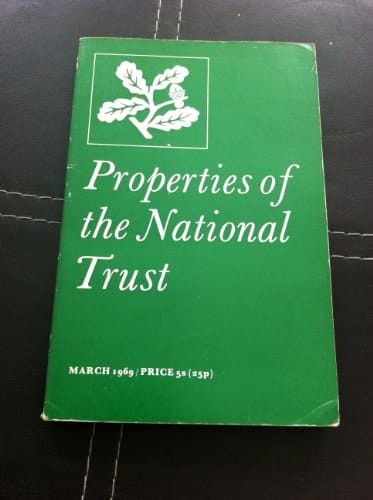 Properties of
the National
Trust
MARCH 1969/PRICE 5s (25p)